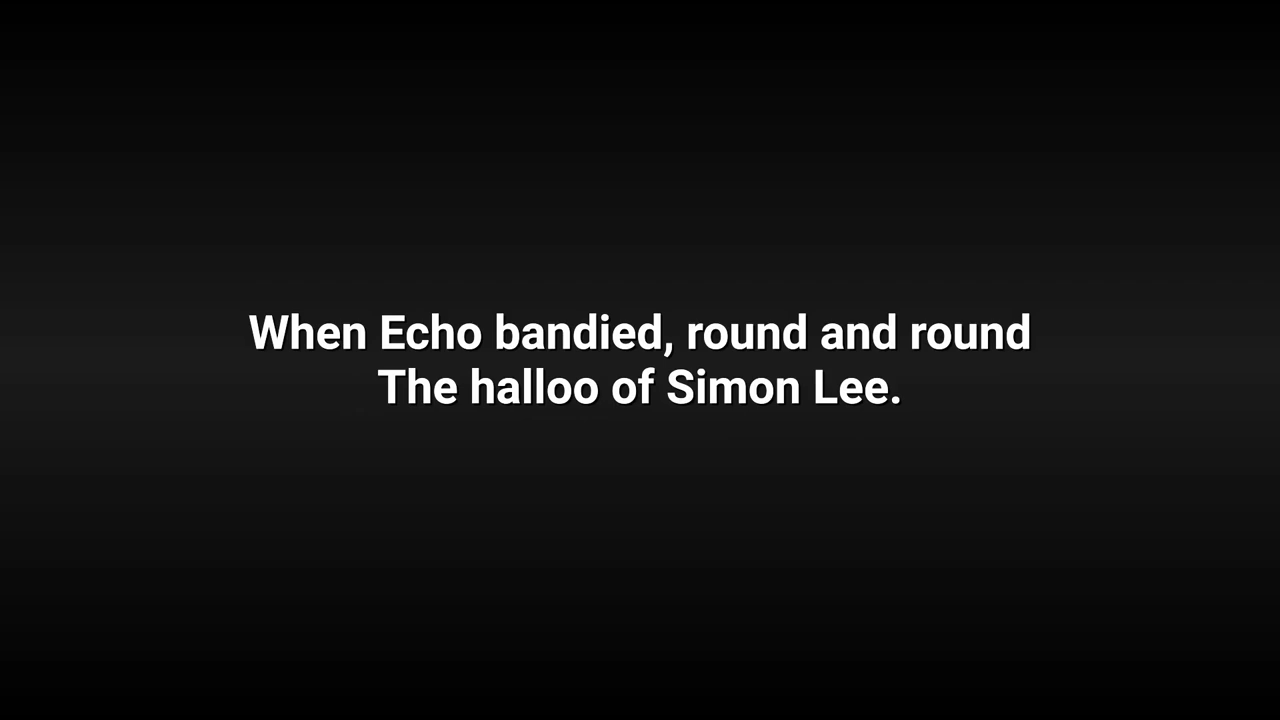 When Echo bandied, round and round
The halloo of Simon Lee.